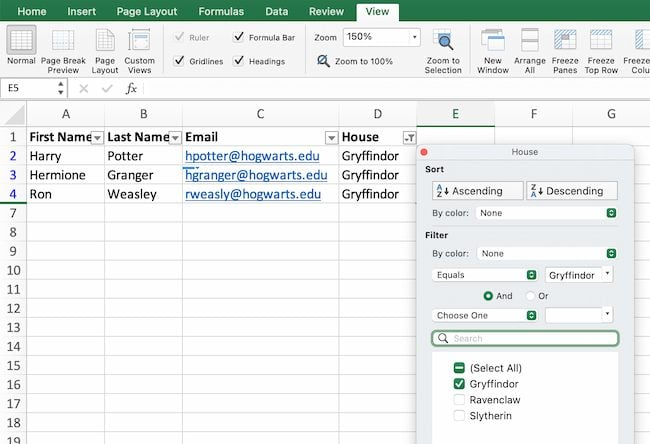 Home Insert Page Layout Formulas Data Review View
Ruler Formula Bar Zoom 150%
Gridlines Headings Zoom to 100%
Normal Page Break Preview Page Layout Custom Views Zoom to Selection New Window Arrange All Freeze Panes Freeze Top Row Freeze Colu
E5 fx
A B C D E F G
1 First Name Last Name Email House
2 Harry Potter hpotter@hogwarts.edu Gryffindor
3 Hermione Granger hgranger@hogwarts.edu Gryffindor
4 Ron Weasley rweasly@hogwarts.edu Gryffindor
7
8
9
10
11
12
13
14
15
16
17
18
19
House
Sort
A Z Ascending Z A Descending
By color: None
Filter
By color: None
Equals Gryffindor
And Or
Choose One
Search
(Select All)
Gryffindor
Ravenclaw
Slytherin